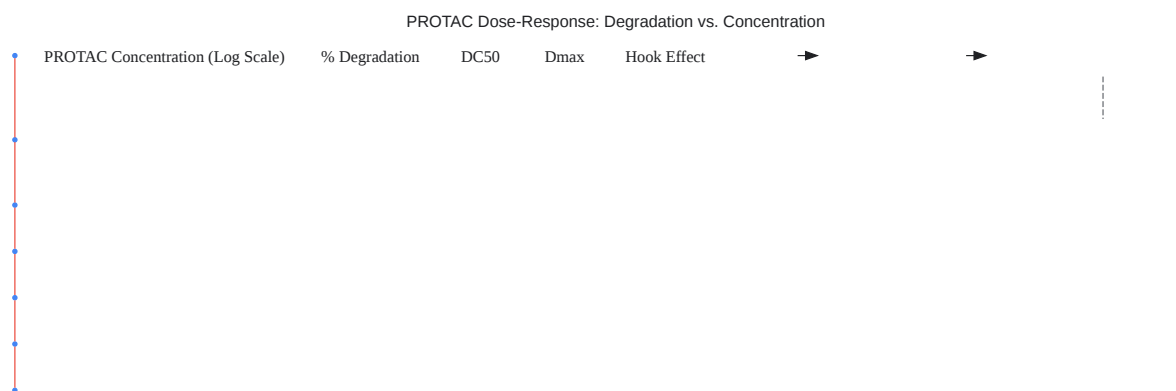 PROTAC Dose-Response: Degradation vs. Concentration
PROTAC Concentration (Log Scale) % Degradation DC50 Dmax Hook Effect